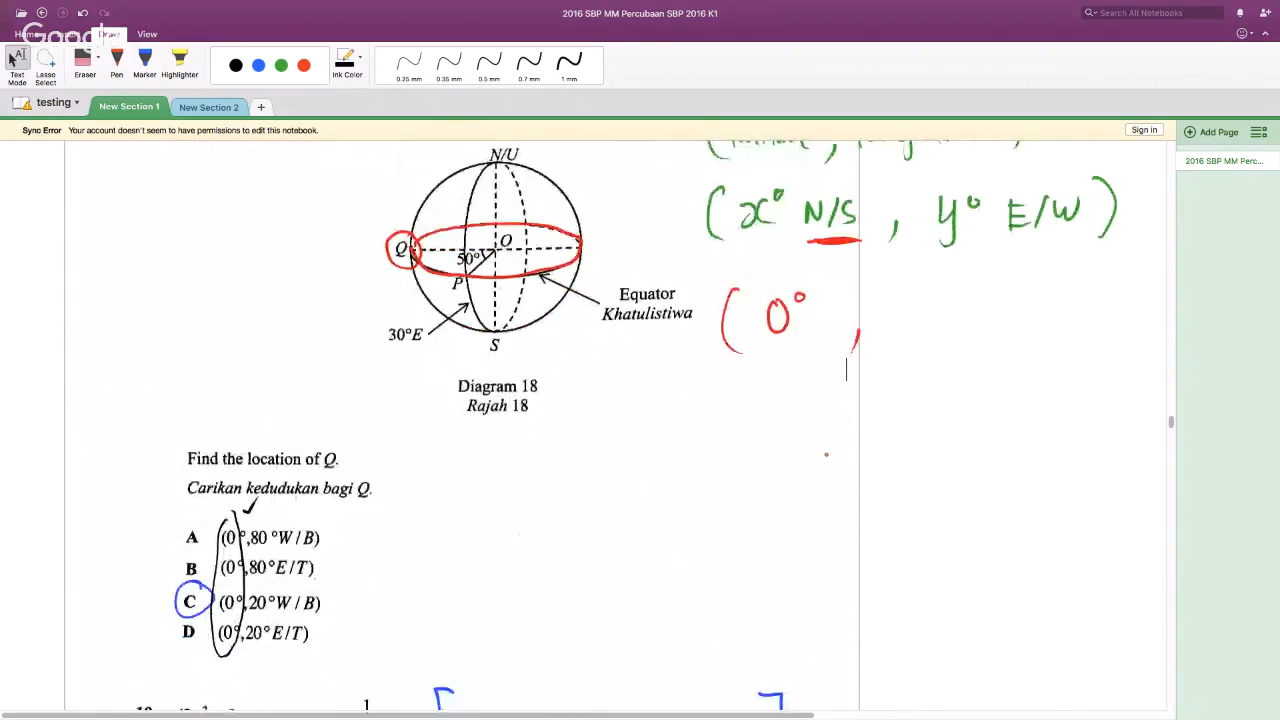 2016 SBP MM Percubaan SBP 2016 K1
Search All Notebooks
Home Insert Draw View
Google
Text Mode
Lasso Select
Eraser
Pen
Marker
Highlighter
Ink Color
0.25 mm
0.35 mm
0.5 mm
0.7 mm
1 mm
testing
New Section 1
New Section 2
+
Sync Error Your account doesn't seem to have permissions to edit this notebook.
Sign in
Add Page
2016 SBP MM Perc...
N/U
Q
O
50°
P
30°E
S
Equator
Khatulistiwa
(x° N/S , y° E/W)
( 0° ,
Diagram 18
Rajah 18
Find the location of Q.
Carikan kedudukan bagi Q.
A (0°,80°W/B)
B (0°,80°E/T)
C (0°,20°W/B)
D (0°,20°E/T)